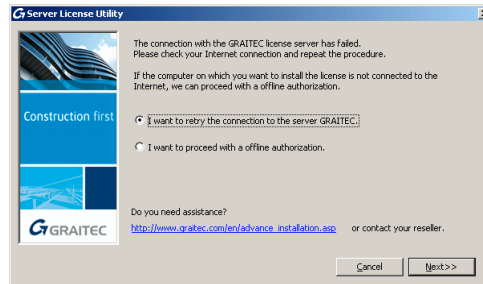 Server License Utility
The connection with the GRAITEC license server has failed.
Please check your Internet connection and repeat the procedure.
If the computer on which you want to install the license is not connected to the
Internet, we can proceed with a offline authorization.
Construction first
I want to retry the connection to the server GRAITEC.
I want to proceed with a offline authorization.
Do you need assistance?
http://www.graitec.com/en/advance_installation.asp or contact your reseller.
GRAITEC
Cancel Next>>